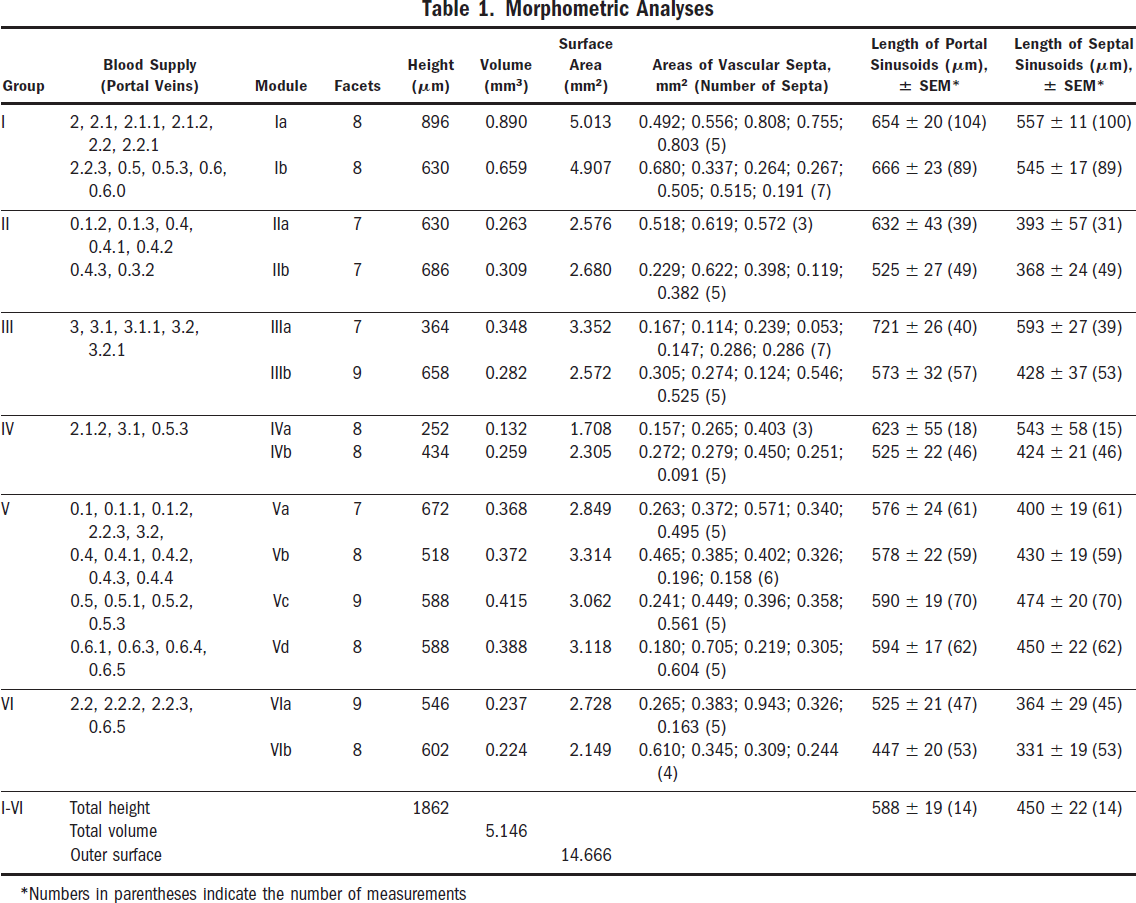 Table 1. Morphometric Analyses
Group Blood Supply (Portal Veins) Module Facets Height (μm) Volume (mm³) Surface Area (mm²) Areas of Vascular Septa, mm² (Number of Septa) Length of Portal Sinusoids (μm), ± SEM* Length of Septal Sinusoids (μm), ± SEM*
I 2, 2.1, 2.1.1, 2.1.2, Ia 8 896 0.890 5.013 0.492; 0.556; 0.808; 0.755; 654 ± 20 (104) 557 ± 11 (100)
2.2, 2.2.1 0.803 (5)
2.2.3, 0.5, 0.5.3, 0.6, Ib 8 630 0.659 4.907 0.680; 0.337; 0.264; 0.267; 666 ± 23 (89) 545 ± 17 (89)
0.6.0 0.505; 0.515; 0.191 (7)
II 0.1.2, 0.1.3, 0.4, IIa 7 630 0.263 2.576 0.518; 0.619; 0.572 (3) 632 ± 43 (39) 393 ± 57 (31)
0.4.1, 0.4.2
0.4.3, 0.3.2 IIb 7 686 0.309 2.680 0.229; 0.622; 0.398; 0.119; 525 ± 27 (49) 368 ± 24 (49)
0.382 (5)
III 3, 3.1, 3.1.1, 3.2, IIIa 7 364 0.348 3.352 0.167; 0.114; 0.239; 0.053; 721 ± 26 (40) 593 ± 27 (39)
3.2.1 0.147; 0.286; 0.286 (7)
IIIb 9 658 0.282 2.572 0.305; 0.274; 0.124; 0.546; 573 ± 32 (57) 428 ± 37 (53)
0.525 (5)
IV 2.1.2, 3.1, 0.5.3 IVa 8 252 0.132 1.708 0.157; 0.265; 0.403 (3) 623 ± 55 (18) 543 ± 58 (15)
IVb 8 434 0.259 2.305 0.272; 0.279; 0.450; 0.251; 525 ± 22 (46) 424 ± 21 (46)
0.091 (5)
V 0.1, 0.1.1, 0.1.2, Va 7 672 0.368 2.849 0.263; 0.372; 0.571; 0.340; 576 ± 24 (61) 400 ± 19 (61)
2.2.3, 3.2, 0.495 (5)
0.4, 0.4.1, 0.4.2, Vb 8 518 0.372 3.314 0.465; 0.385; 0.402; 0.326; 578 ± 22 (59) 430 ± 19 (59)
0.4.3, 0.4.4 0.196; 0.158 (6)
0.5, 0.5.1, 0.5.2, Vc 9 588 0.415 3.062 0.241; 0.449; 0.396; 0.358; 590 ± 19 (70) 474 ± 20 (70)
0.5.3 0.561 (5)
0.6.1, 0.6.3, 0.6.4, Vd 8 588 0.388 3.118 0.180; 0.705; 0.219; 0.305; 594 ± 17 (62) 450 ± 22 (62)
0.6.5 0.604 (5)
VI 2.2, 2.2.2, 2.2.3, VIa 9 546 0.237 2.728 0.265; 0.383; 0.943; 0.326; 525 ± 21 (47) 364 ± 29 (45)
0.6.5 0.163 (5)
VIb 8 602 0.224 2.149 0.610; 0.345; 0.309; 0.244 447 ± 20 (53) 331 ± 19 (53)
(4)
I-VI Total height 1862 588 ± 19 (14) 450 ± 22 (14)
Total volume 5.146
Outer surface 14.666
*Numbers in parentheses indicate the number of measurements